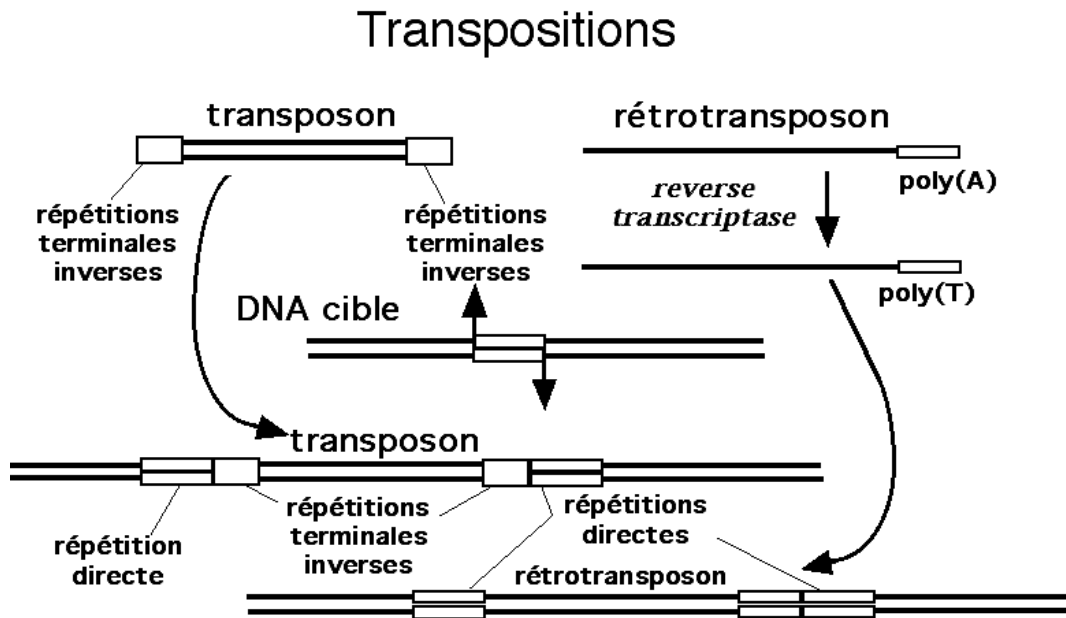 Transpositions
transposon
rétrotransposon
poly(A)
reverse
transcriptase
répétitions
terminales
inverses
répétitions
terminales
inverses
poly(T)
DNA cible
transposon
répétition
directe
répétitions
terminales
inverses
répétitions
directes
rétrotransposon